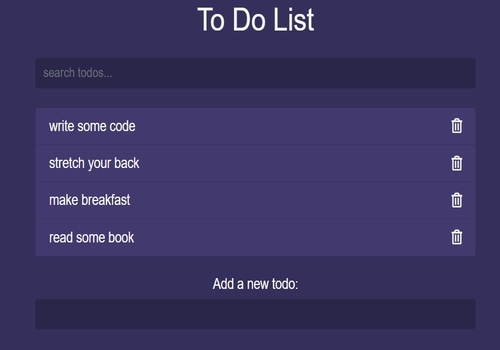 To Do List
search todos...
write some code
stretch your back
make breakfast
read some book
Add a new todo: